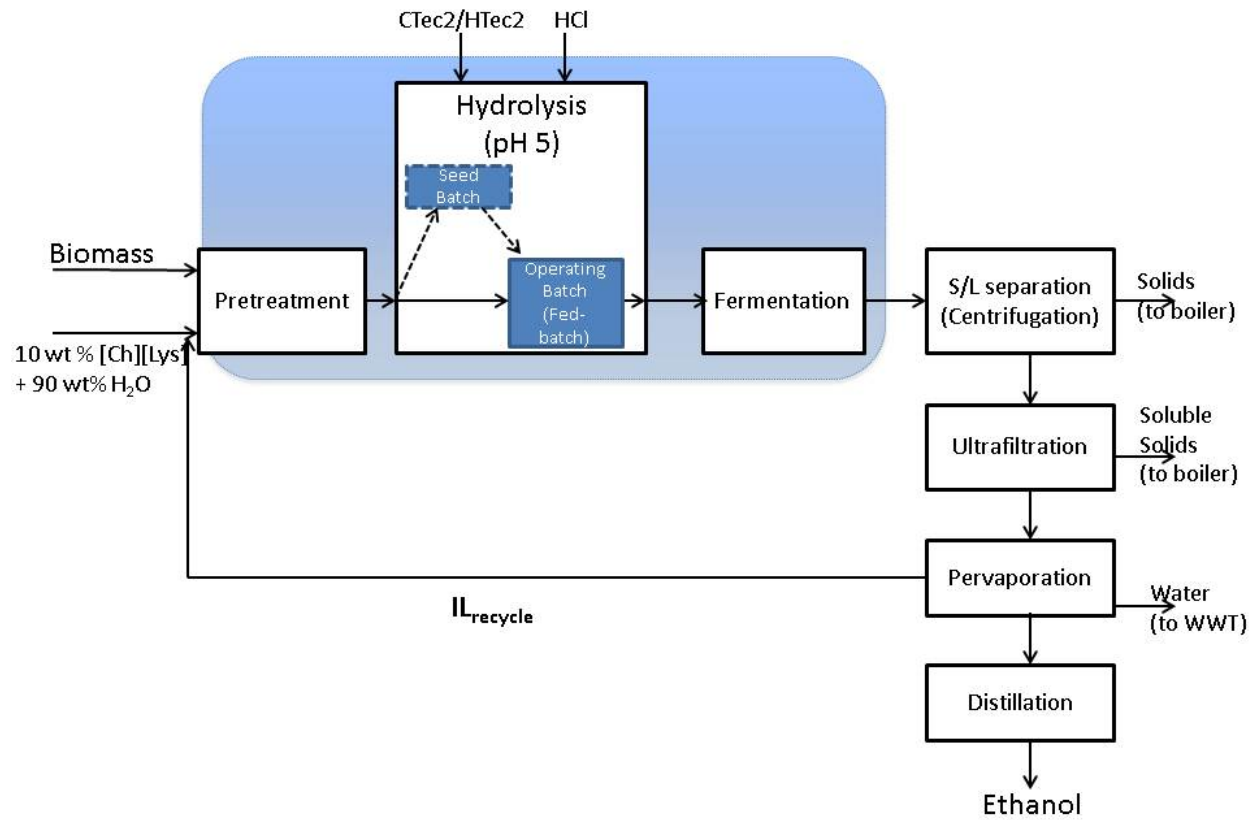 CTec2/HTec2
HCl
Hydrolysis
(pH 5)
Seed
Batch
Biomass
Pretreatment
Operating
Batch
(Fed-
batch)
Fermentation
S/L separation
(Centrifugation)
Solids
(to boiler)
10 wt % [Ch][Lys]
+ 90 wt% H₂O
Ultrafiltration
Soluble
Solids
(to boiler)
Pervaporation
Water
(to WWT)
IL recycle
Distillation
Ethanol